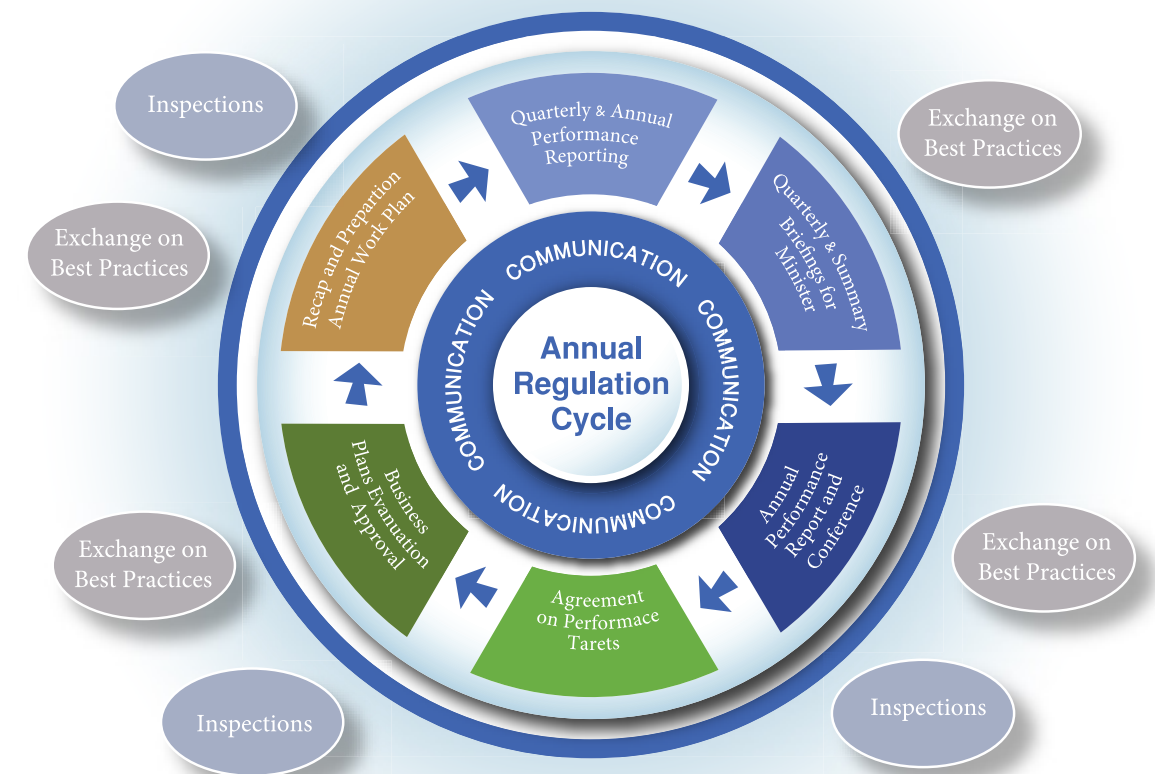 Inspections
Exchange on
Best Practices
Quarterly & Annual
Performance
Reporting
Quarterly & Summary
Briefings for
Minister
Annual
Performance
Report and
Conference
Agreement
on Performace
Tarets
Business
Plans Evanuation
and Approval
Recap and Prepartion
Annual Work Plan
COMMUNICATION
COMMUNICATION
COMMUNICATION
COMMUNICATION
Annual
Regulation
Cycle
Exchange on
Best Practices
Exchange on
Best Practices
Exchange on
Best Practices
Inspections
Inspections